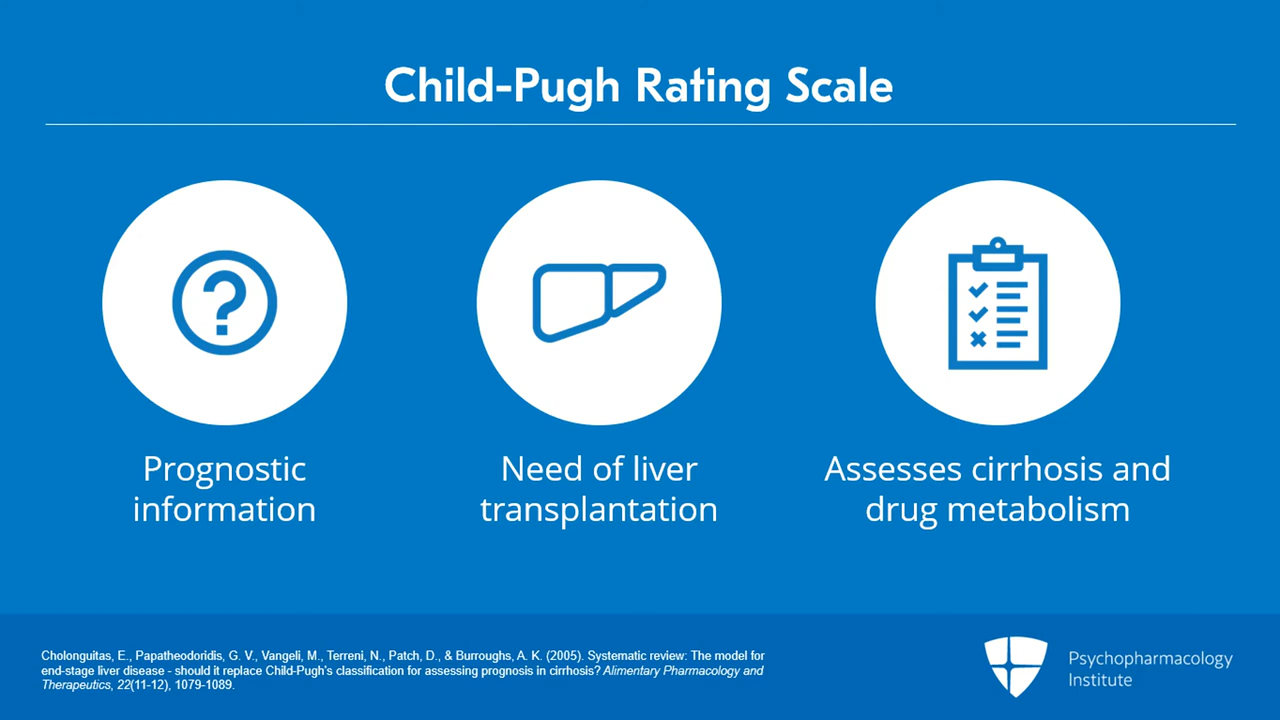 Child-Pugh Rating Scale
Prognostic
information
Need of liver
transplantation
Assesses cirrhosis and
drug metabolism
Cholonguitas, E., Papatheodoridis, G. V., Vangeli, M., Terreni, N., Patch, D., & Burroughs, A. K. (2005). Systematic review: The model for
end-stage liver disease - should it replace Child-Pugh's classification for assessing prognosis in cirrhosis? Alimentary Pharmacology and
Therapeutics, 22(11-12), 1079-1089.
Psychopharmacology
Institute